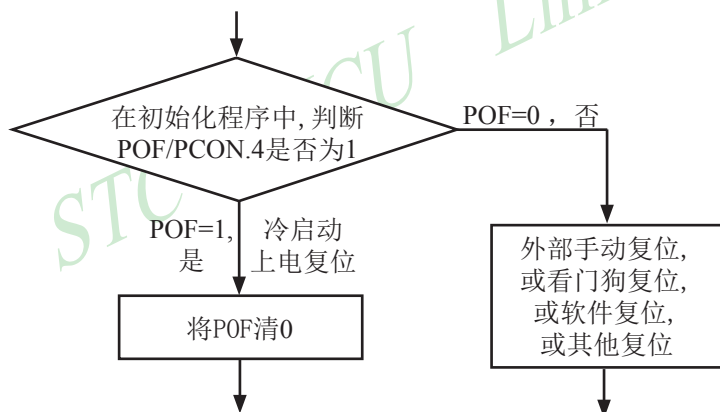 STC MCU Lim
在初始化程序中, 判断
POF/PCON.4是否为1
POF=0 , 否
POF=1, 冷启动
是 上电复位
将POF清0
外部手动复位,
或看门狗复位,
或软件复位,
或其他复位